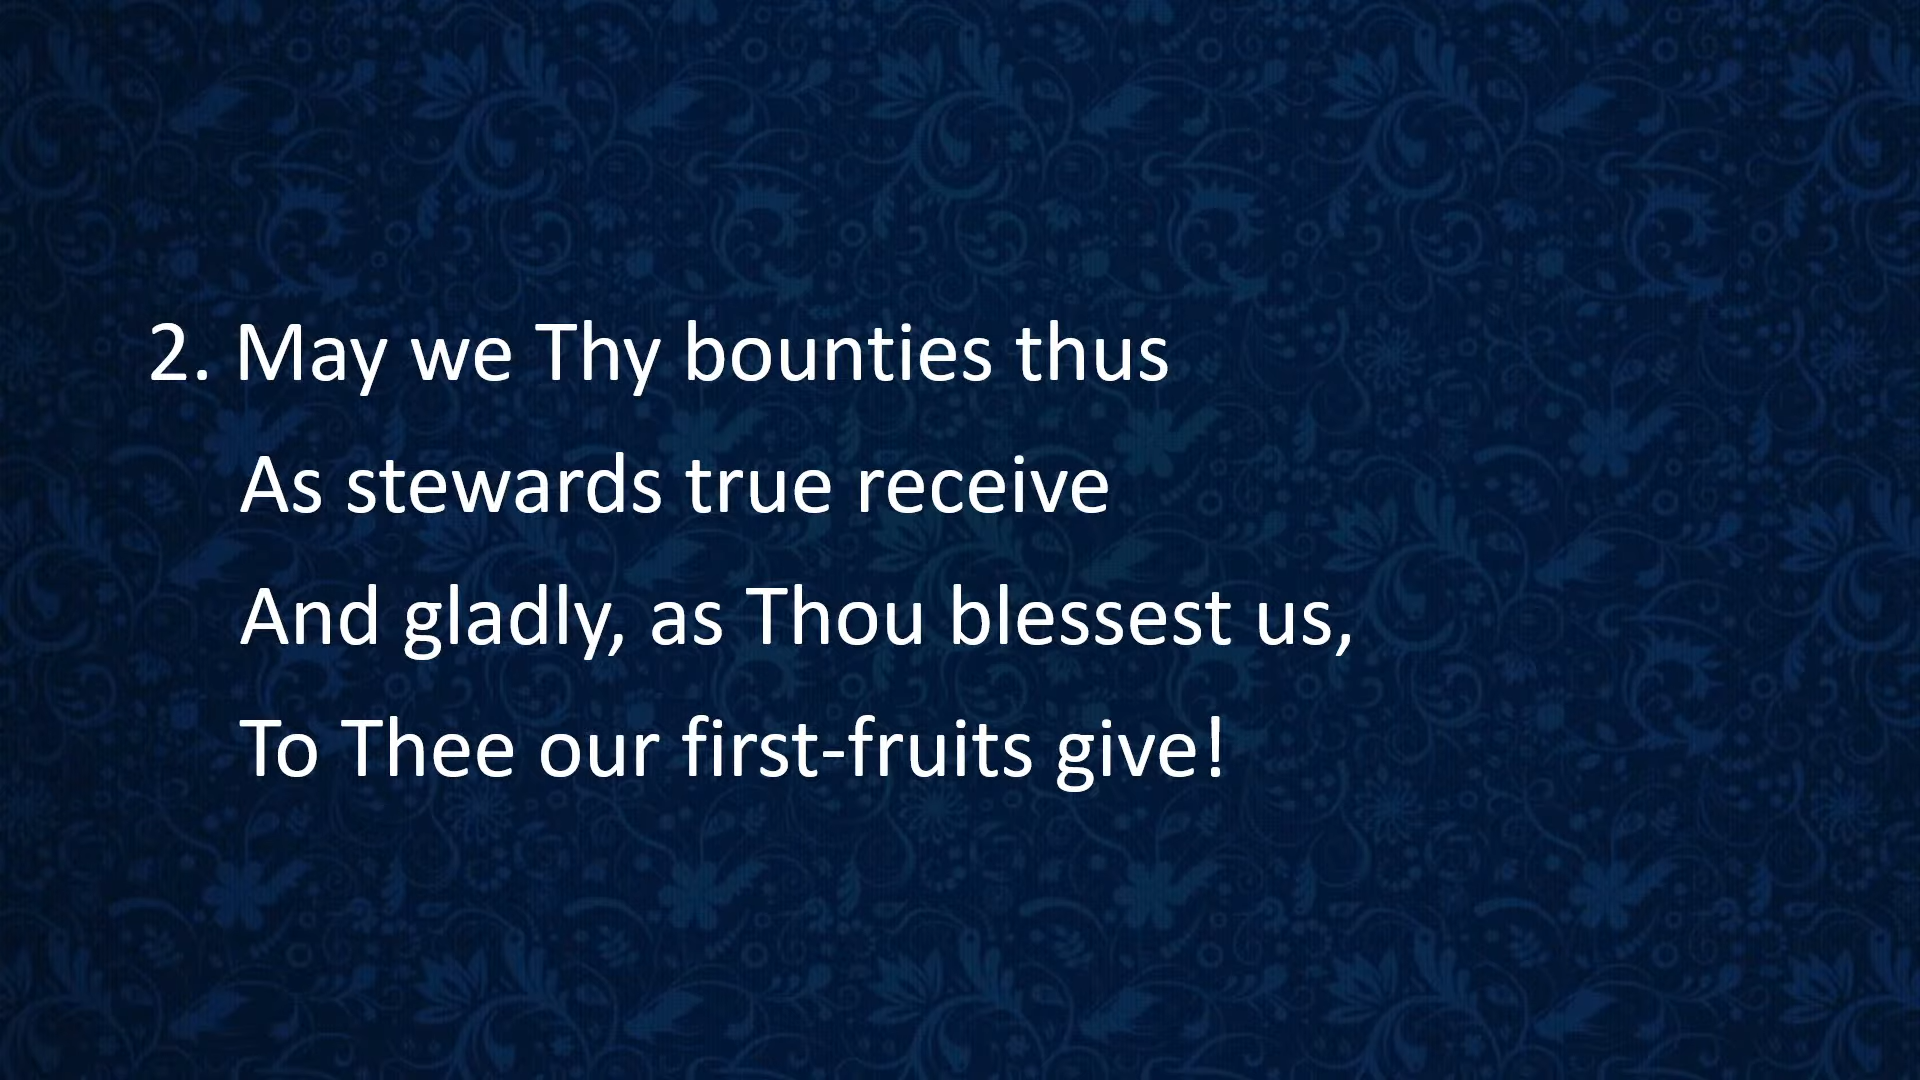 2. May we Thy bounties thus
As stewards true receive
And gladly, as Thou blessest us,
To Thee our first-fruits give!